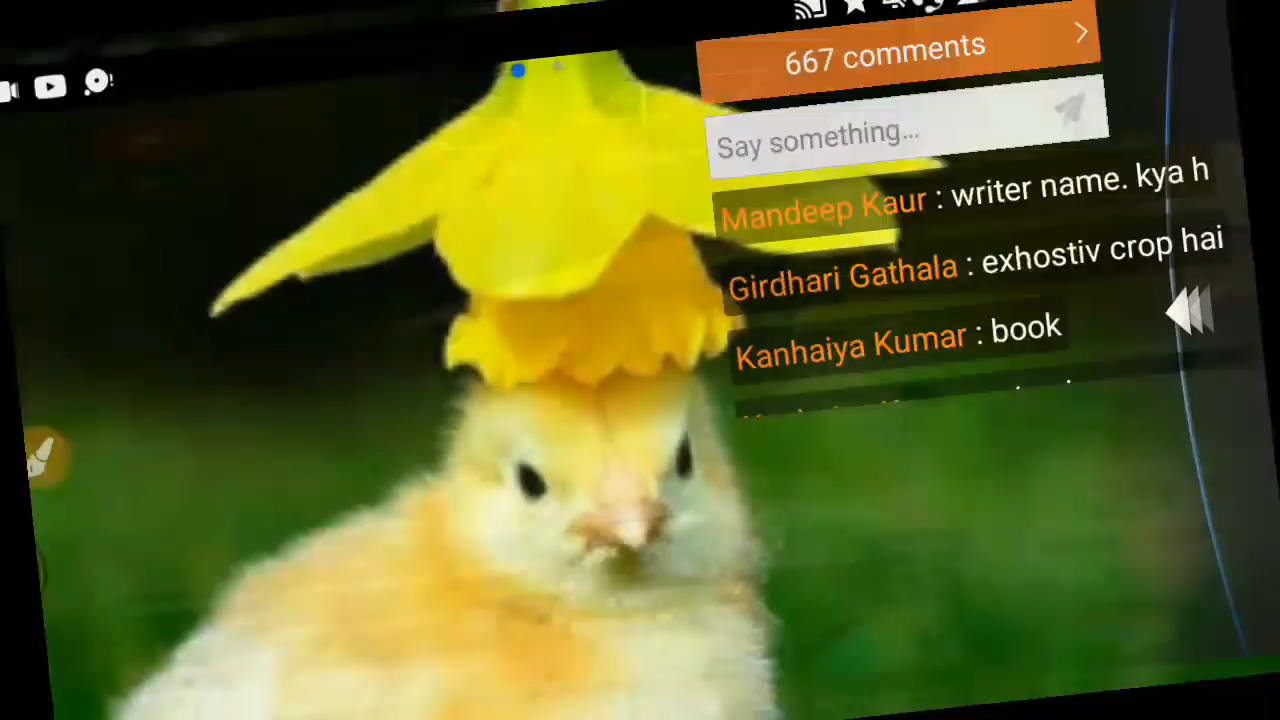 667 comments
Say something...
Mandeep Kaur : writer name. kya h
Girdhari Gathala : exhostiv crop hai
Kanhaiya Kumar : book